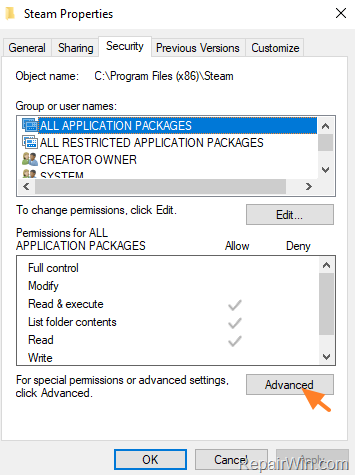 Steam Properties
General Sharing Security Previous Versions Customize
Object name: C:\Program Files (x86)\Steam
Group or user names:
ALL APPLICATION PACKAGES
ALL RESTRICTED APPLICATION PACKAGES
CREATOR OWNER
SYSTEM
To change permissions, click Edit.
Edit...
Permissions for ALL
APPLICATION PACKAGES Allow Deny
Full control
Modify
Read & execute
List folder contents
Read
Write
For special permissions or advanced settings,
click Advanced.
Advanced
OK Cancel Apply
RepairWin.com